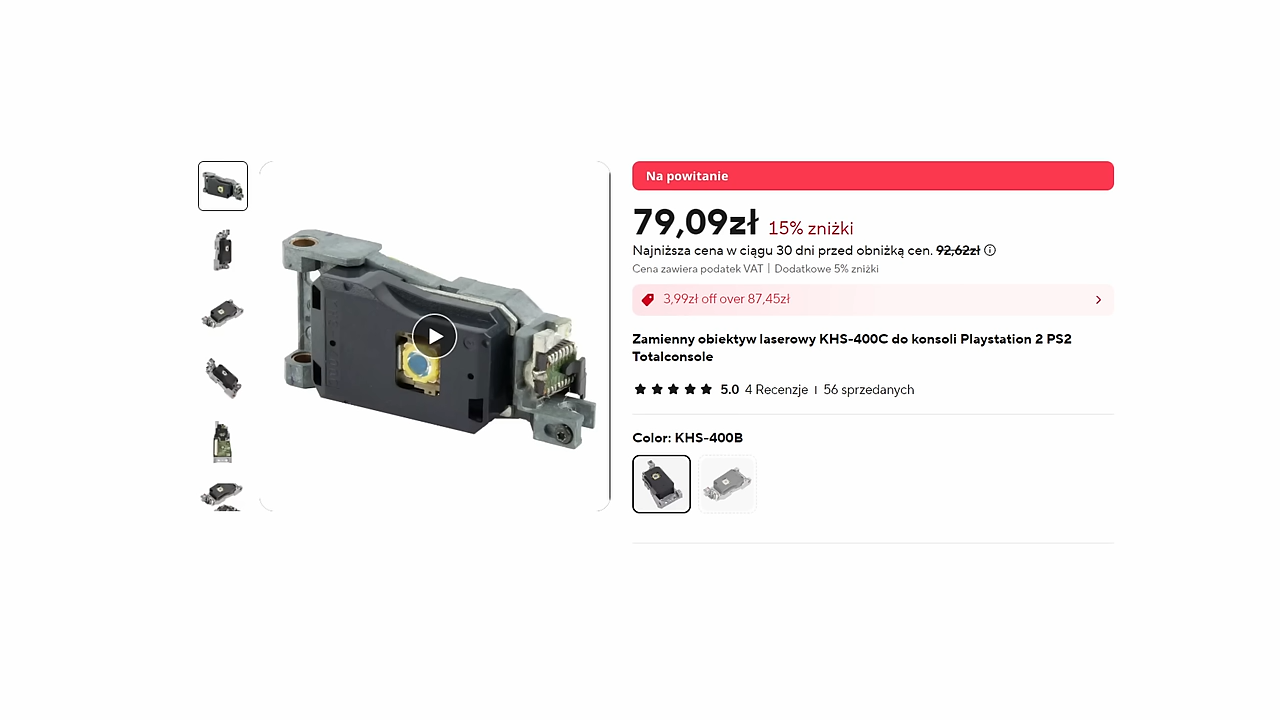 Na powitanie
79,09zł 15% zniżki
Najniższa cena w ciągu 30 dni przed obniżką cen. 92,62zł
Cena zawiera podatek VAT | Dodatkowe 5% zniżki
3,99zł off over 87,45zł
Zamienny obiektyw laserowy KHS-400C do konsoli Playstation 2 PS2
Totalconsole
5.0 4 Recenzje | 56 sprzedanych
Color: KHS-400B